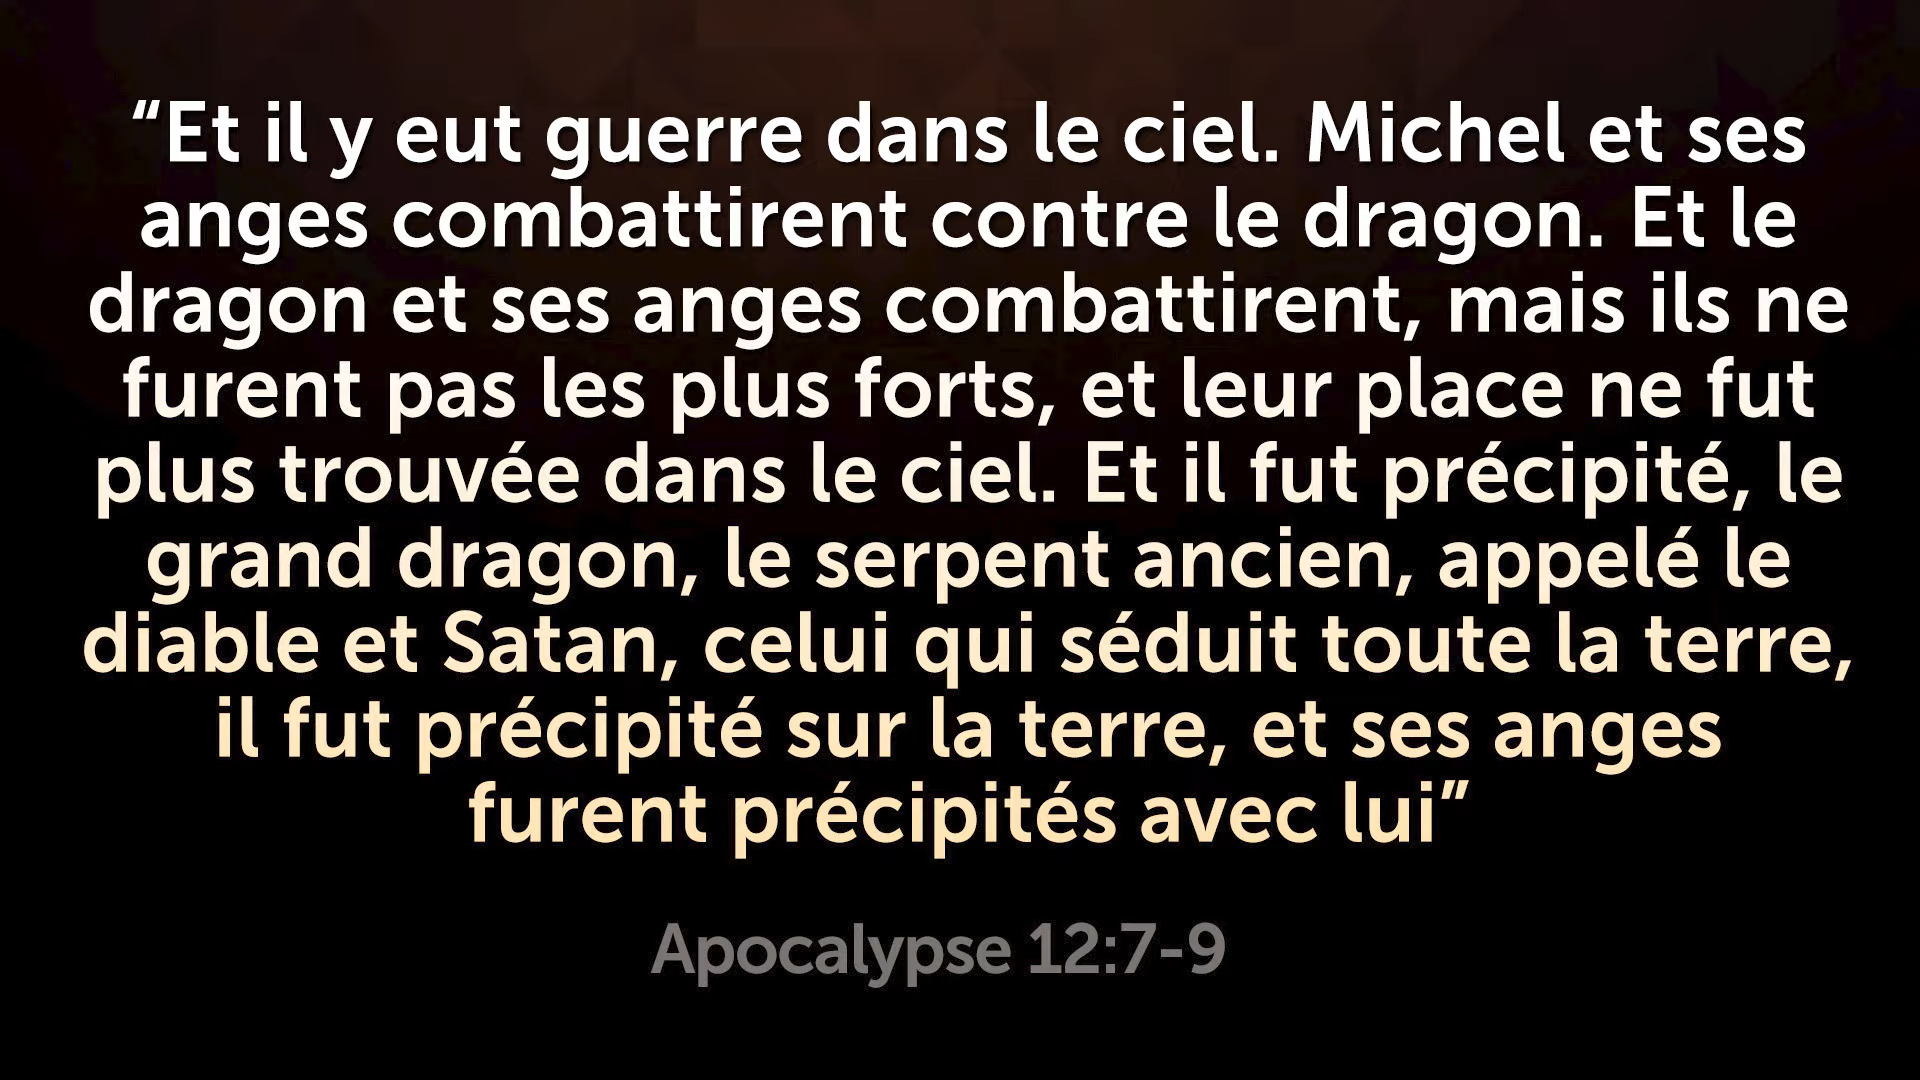 “Et il y eut guerre dans le ciel. Michel et ses
anges combattirent contre le dragon. Et le
dragon et ses anges combattirent, mais ils ne
furent pas les plus forts, et leur place ne fut
plus trouvée dans le ciel. Et il fut précipité, le
grand dragon, le serpent ancien, appelé le
diable et Satan, celui qui séduit toute la terre,
il fut précipité sur la terre, et ses anges
furent précipités avec lui”
Apocalypse 12:7-9